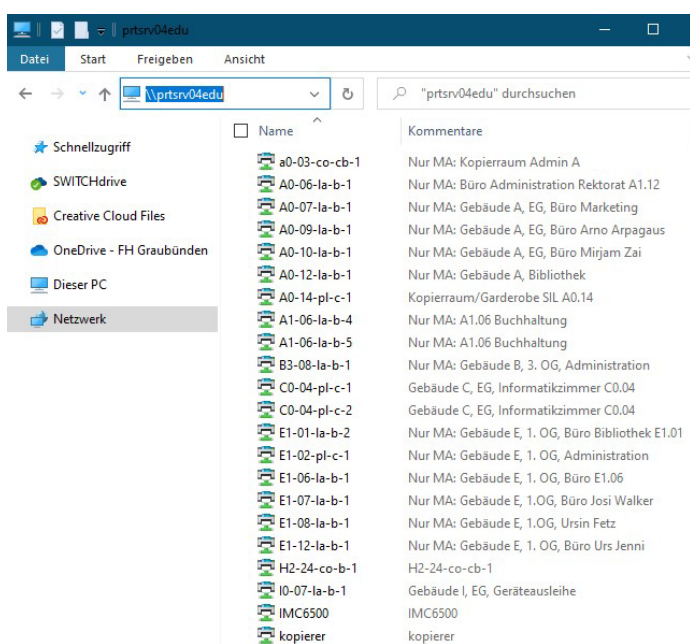 prtsrv04edu
Datei Start Freigeben Ansicht
\\prtsrv04edu
"prtsrv04edu" durchsuchen
Schnellzugriff
SWITCHdrive
Creative Cloud Files
OneDrive - FH Graubünden
Dieser PC
Netzwerk
Name Kommentare
a0-03-co-cb-1 Nur MA: Kopierraum Admin A
A0-06-la-b-1 Nur MA: Büro Administration Rektorat A1.12
A0-07-la-b-1 Nur MA: Gebäude A, EG, Büro Marketing
A0-09-la-b-1 Nur MA: Gebäude A, EG, Büro Arno Arpagaus
A0-10-la-b-1 Nur MA: Gebäude A, EG, Büro Mirjam Zai
A0-12-la-b-1 Nur MA: Gebäude A, Bibliothek
A0-14-pl-c-1 Kopierraum/Garderobe SIL A0.14
A1-06-la-b-4 Nur MA: A1.06 Buchhaltung
A1-06-la-b-5 Nur MA: A1.06 Buchhaltung
B3-08-la-b-1 Nur MA: Gebäude B, 3. OG, Administration
C0-04-pl-c-1 Gebäude C, EG, Informatikzimmer C0.04
C0-04-pl-c-2 Gebäude C, EG, Informatikzimmer C0.04
E1-01-la-b-2 Nur MA: Gebäude E, 1. OG, Büro Bibliothek E1.01
E1-02-pl-c-1 Nur MA: Gebäude E, 1. OG, Administration
E1-06-la-b-1 Nur MA: Gebäude E, 1. OG, Büro E1.06
E1-07-la-b-1 Nur MA: Gebäude E, 1.OG, Büro Josi Walker
E1-08-la-b-1 Nur MA: Gebäude E, 1.OG, Ursin Fetz
E1-12-la-b-1 Nur MA: Gebäude E, 1. OG, Büro Urs Jenni
H2-24-co-b-1 H2-24-co-cb-1
I0-07-la-b-1 Gebäude I, EG, Geräteausleihe
IMC6500 IMC6500
kopierer kopierer